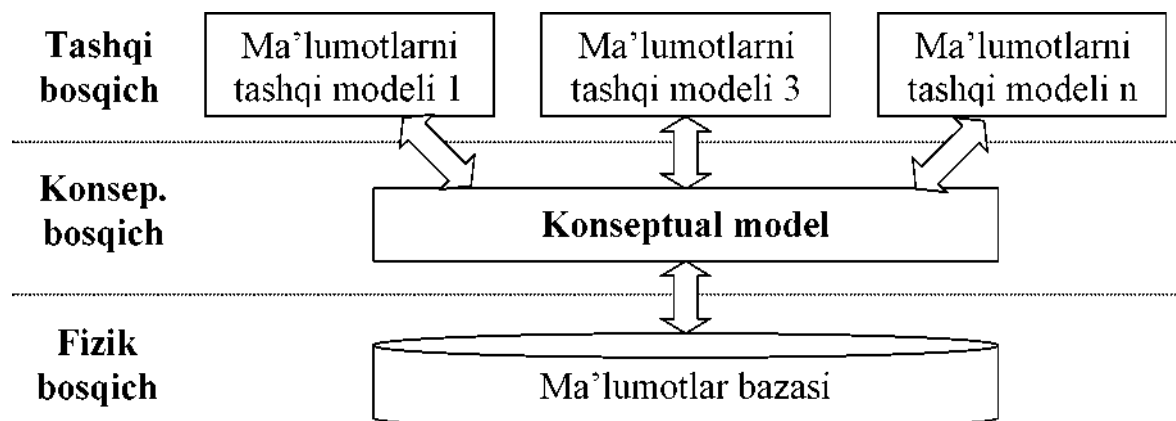 Tashqi
bosqich
Ma’lumotlarni
tashqi modeli 1
Ma’lumotlarni
tashqi modeli 3
Ma’lumotlarni
tashqi modeli n
Konsep.
bosqich
Konseptual model
Fizik
bosqich
Ma’lumotlar bazasi